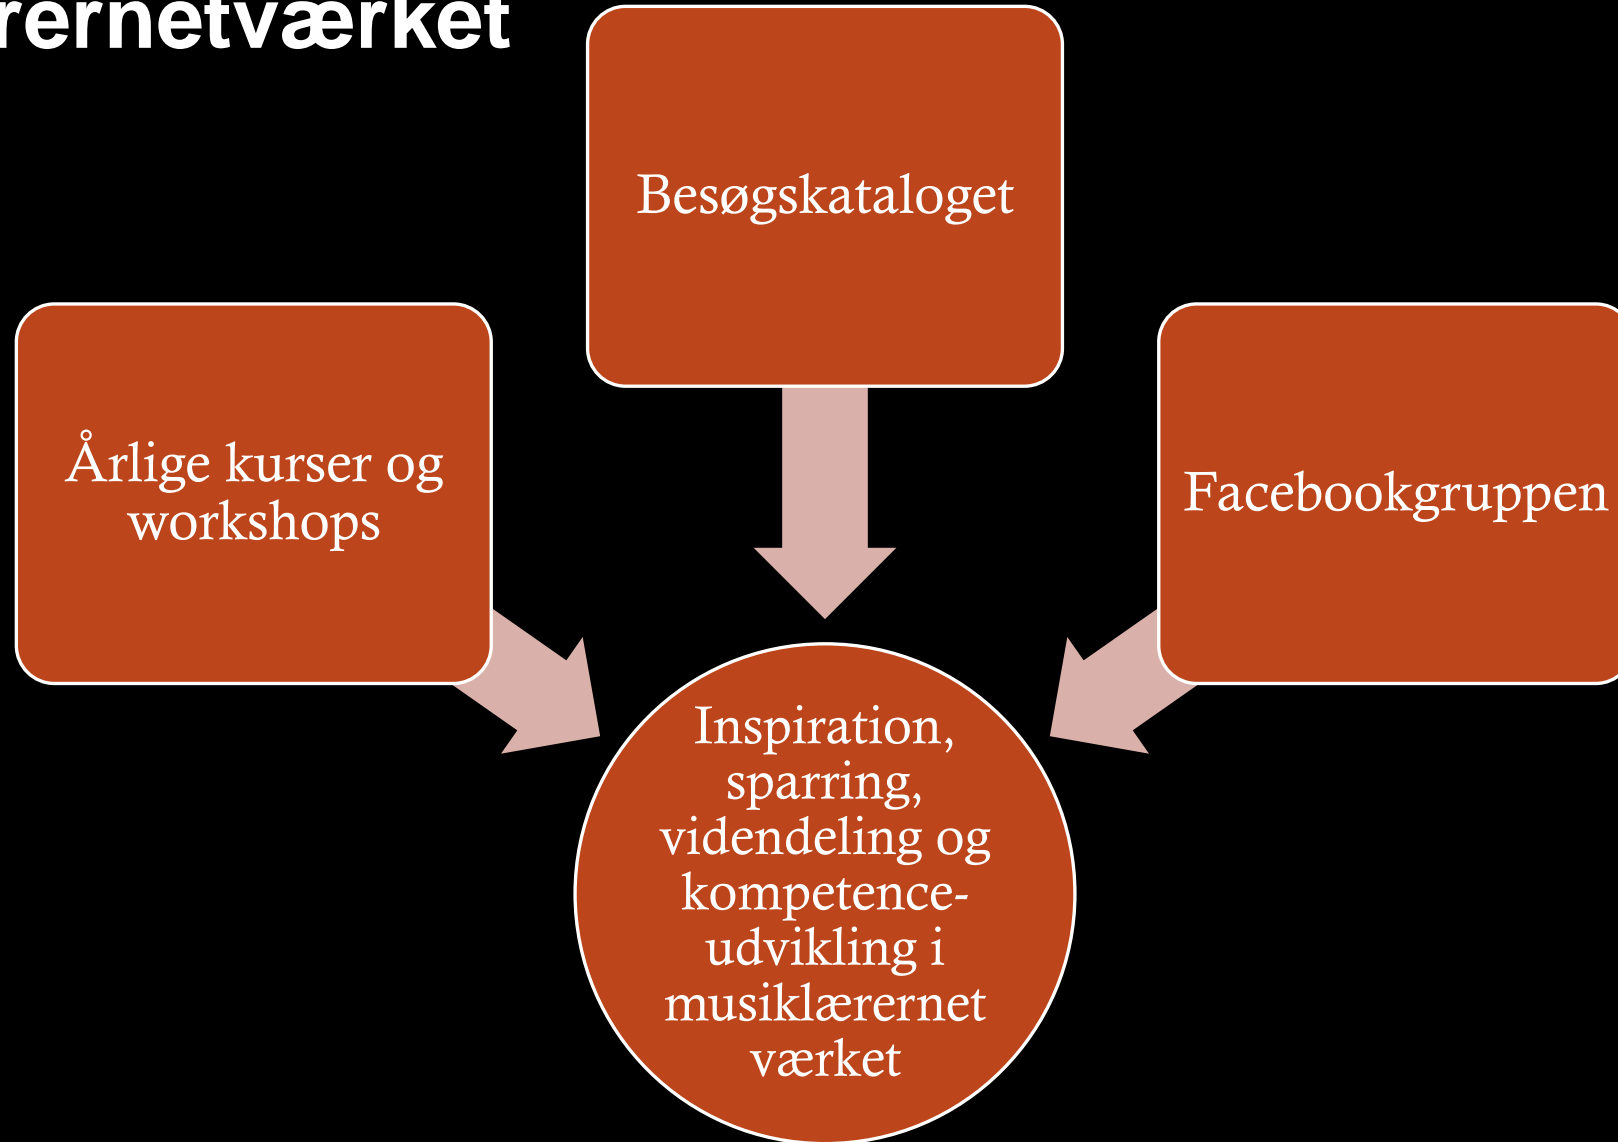 rernetværket
Besøgskataloget
Årlige kurser og
workshops
Facebookgruppen
Inspiration,
sparring,
videndeling og
kompetence-
udvikling i
musiklærernet
værket